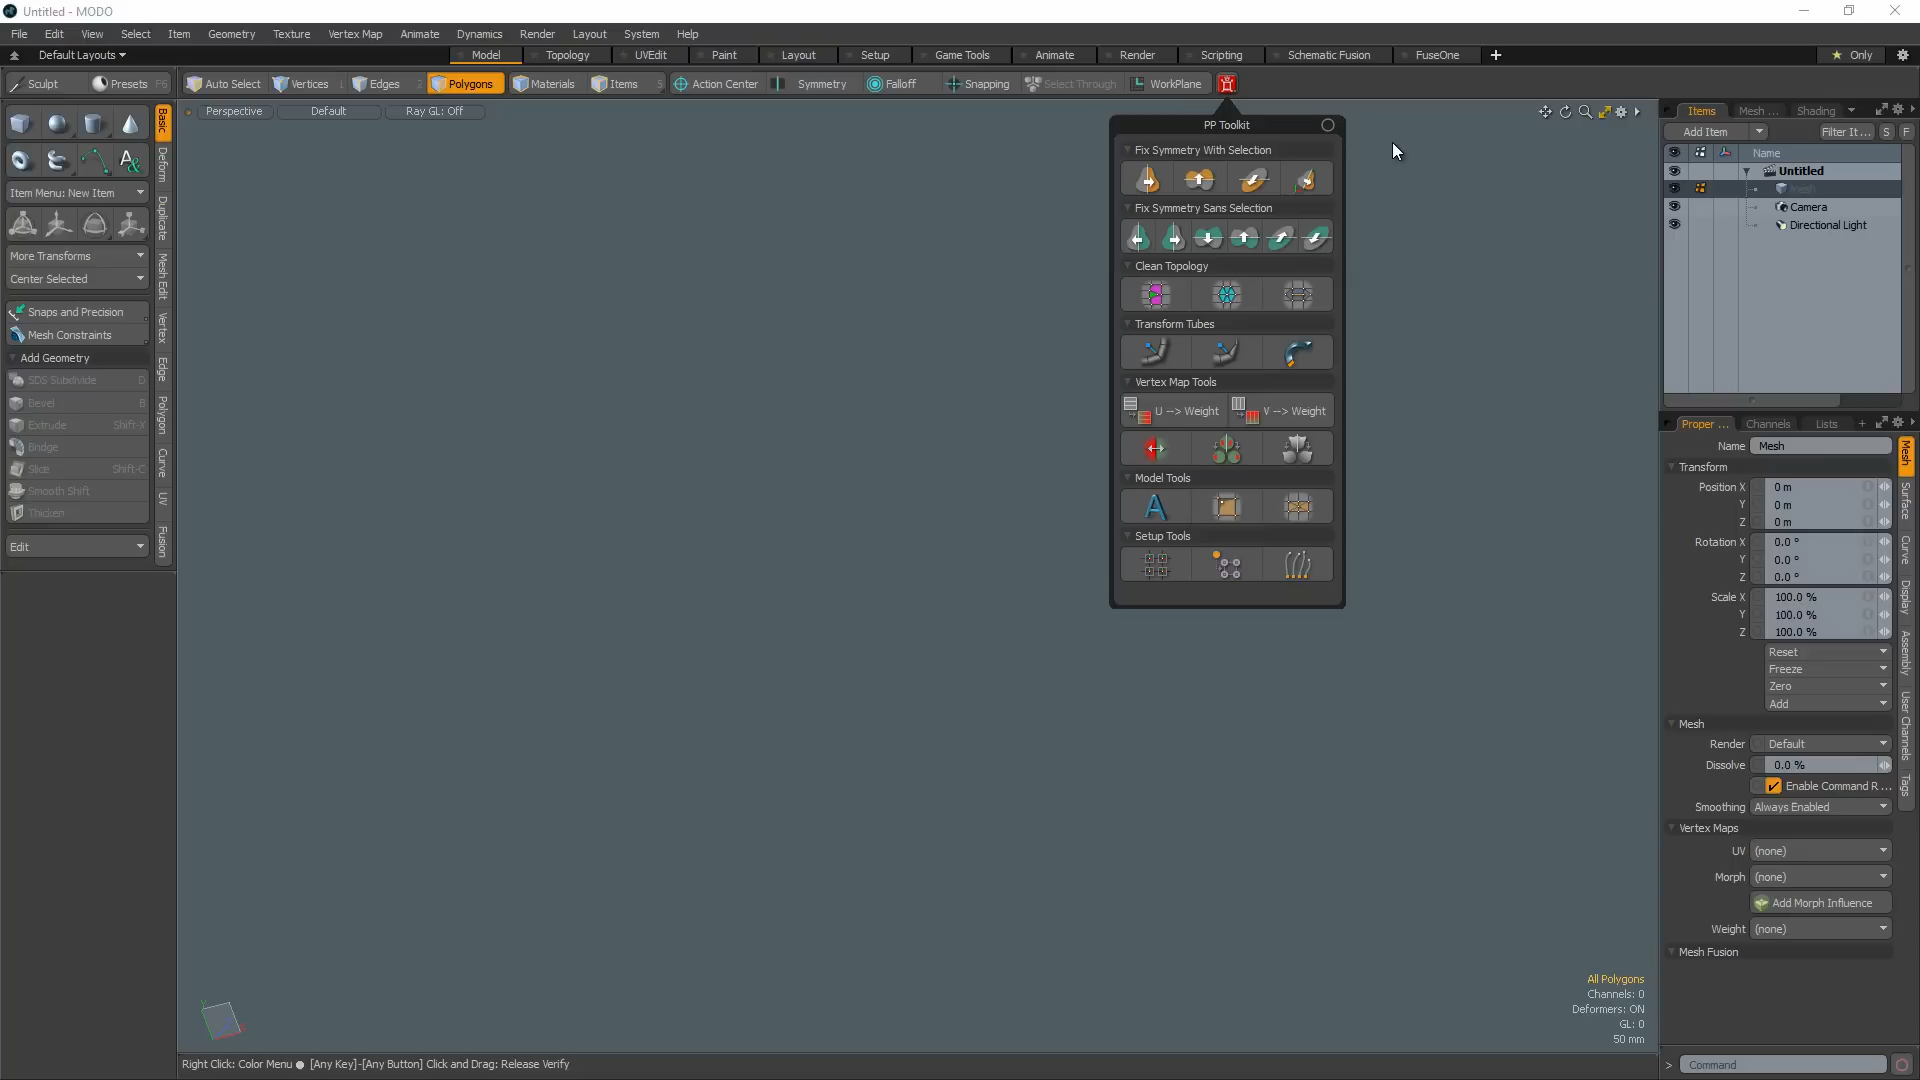 Untitled - MODO
File Edit View Select Item Geometry Texture Vertex Map Animate Dynamics Render Layout System Help
Default Layouts Model Topology UVEdit Paint Layout Setup Game Tools Animate Render Scripting Schematic Fusion FuseOne + Only
Sculpt Presets F6 Auto Select Vertices 1 Edges 2 Polygons Materials Items 5 Action Center Symmetry Falloff Snapping Select Through WorkPlane
Perspective Default Ray GL: Off
Basic
Deform
Duplicate
Mesh Edit
Vertex
Edge
Polygon
Curve
UV
Fusion
Item Menu: New Item
More Transforms
Center Selected
Snaps and Precision
Mesh Constraints
Add Geometry
SDS Subdivide D
Bevel B
Extrude Shift-X
Bridge
Slice Shift-C
Smooth Shift
Thicken
Edit
PP Toolkit
Fix Symmetry With Selection
Fix Symmetry Sans Selection
Clean Topology
Transform Tubes
Vertex Map Tools
U --> Weight V --> Weight
Model Tools
Setup Tools
Items Mesh ... Shading
Add Item Filter It ... S F
Name
Untitled
Mesh
Camera
Directional Light
Proper ... Channels Lists +
Name Mesh
Transform
Position X 0 m
Y 0 m
Z 0 m
Rotation X 0.0 °
Y 0.0 °
Z 0.0 °
Scale X 100.0 %
Y 100.0 %
Z 100.0 %
Reset
Freeze
Zero
Add
Mesh
Render Default
Dissolve 0.0 %
Enable Command R ...
Smoothing Always Enabled
Vertex Maps
UV (none)
Morph (none)
Add Morph Influence
Weight (none)
Mesh Fusion
Mesh
Surface
Curve
Display
Assembly
User Channels
Tags
All Polygons
Channels: 0
Deformers: ON
GL: 0
50 mm
Right Click: Color Menu ● [Any Key]-[Any Button] Click and Drag: Release Verify
> Command